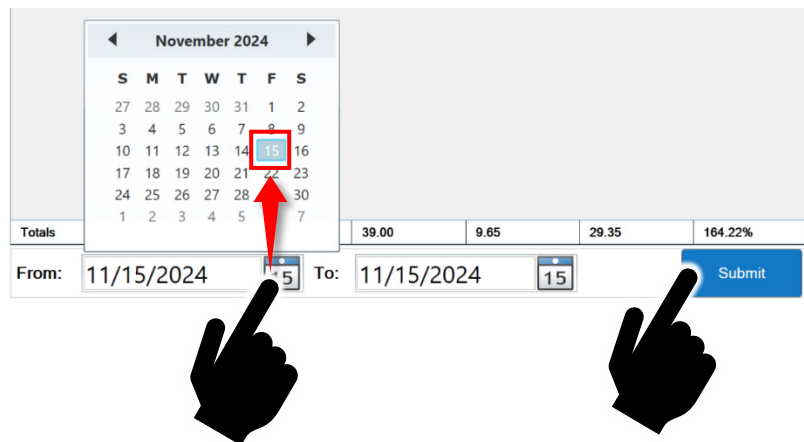 November 2024
S M T W T F S
27 28 29 30 31 1 2
3 4 5 6 7 8 9
10 11 12 13 14 15 16
17 18 19 20 21 22 23
24 25 26 27 28 30
1 2 3 4 5 7
Totals 39.00 9.65 29.35 164.22%
From: 11/15/2024 15 To: 11/15/2024 15 Submit